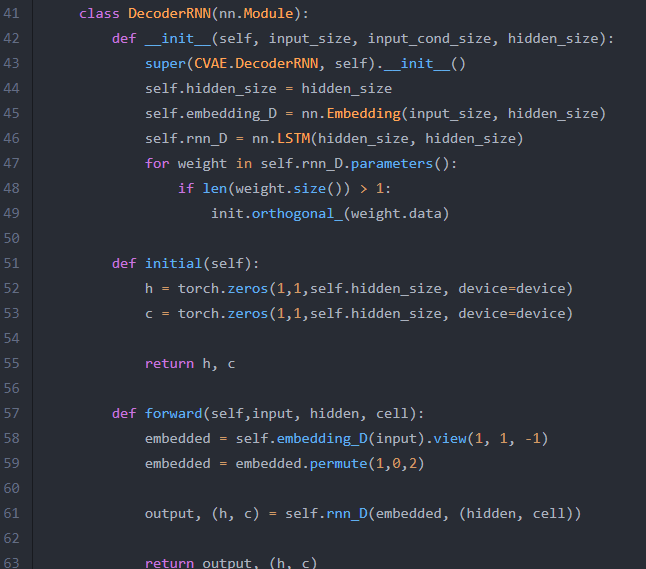 41 class DecoderRNN(nn.Module):
42 def __init__(self, input_size, input_cond_size, hidden_size):
43 super(CVAE.DecoderRNN, self).__init__()
44 self.hidden_size = hidden_size
45 self.embedding_D = nn.Embedding(input_size, hidden_size)
46 self.rnn_D = nn.LSTM(hidden_size, hidden_size)
47 for weight in self.rnn_D.parameters():
48 if len(weight.size()) > 1:
49 init.orthogonal_(weight.data)
50
51 def initial(self):
52 h = torch.zeros(1,1,self.hidden_size, device=device)
53 c = torch.zeros(1,1,self.hidden_size, device=device)
54
55 return h, c
56
57 def forward(self,input, hidden, cell):
58 embedded = self.embedding_D(input).view(1, 1, -1)
59 embedded = embedded.permute(1,0,2)
60
61 output, (h, c) = self.rnn_D(embedded, (hidden, cell))
62
63 return output, (h, c)